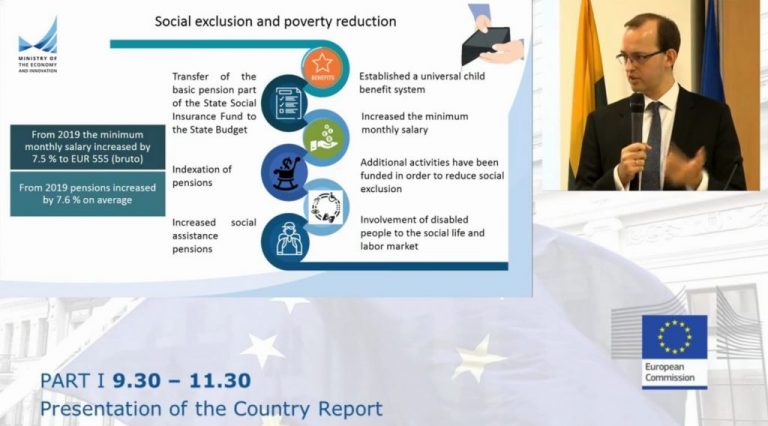 Social exclusion and poverty reduction
MINISTRY OF
THE ECONOMY
AND INNOVATION
From 2019 the minimum
monthly salary increased by
7.5 % to EUR 555 (bruto)
From 2019 pensions increased
by 7.6 % on average
Transfer of the
basic pension part
of the State Social
Insurance Fund to
the State Budget
Indexation of
pensions
Increased social
assistance
pensions
BENEFITS
Established a universal child
benefit system
Increased the minimum
monthly salary
Additional activities have been
funded in order to reduce social
exclusion
Involvement of disabled
people to the social life and
labor market
European
Commission
PART I 9.30 – 11.30
Presentation of the Country Report